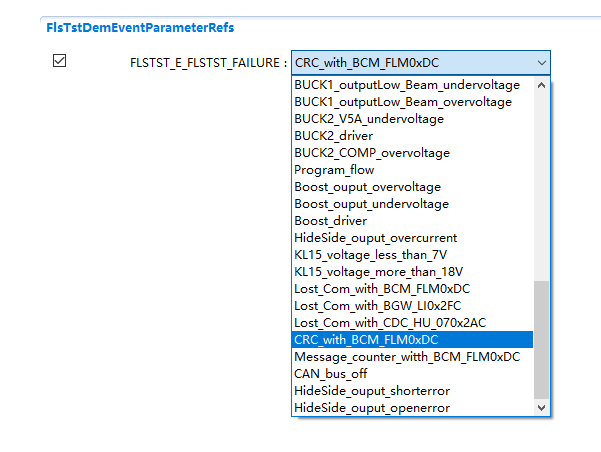 FlsTstDemEventParameterRefs
FLSTST_E_FLSTST_FAILURE : CRC_with_BCM_FLM0xDC
BUCK1_outputLow_Beam_undervoltage
BUCK1_outputLow_Beam_overvoltage
BUCK2_V5A_undervoltage
BUCK2_driver
BUCK2_COMP_overvoltage
Program_flow
Boost_ouput_overvoltage
Boost_ouput_undervoltage
Boost_driver
HideSide_ouput_overcurrent
KL15_voltage_less_than_7V
KL15_voltage_more_than_18V
Lost_Com_with_BCM_FLM0xDC
Lost_Com_with_BGW_LI0x2FC
Lost_Com_with_CDC_HU_070x2AC
CRC_with_BCM_FLM0xDC
Message_counter_witth_BCM_FLM0xDC
CAN_bus_off
HideSide_ouput_shorterror
HideSide_ouput_openerror